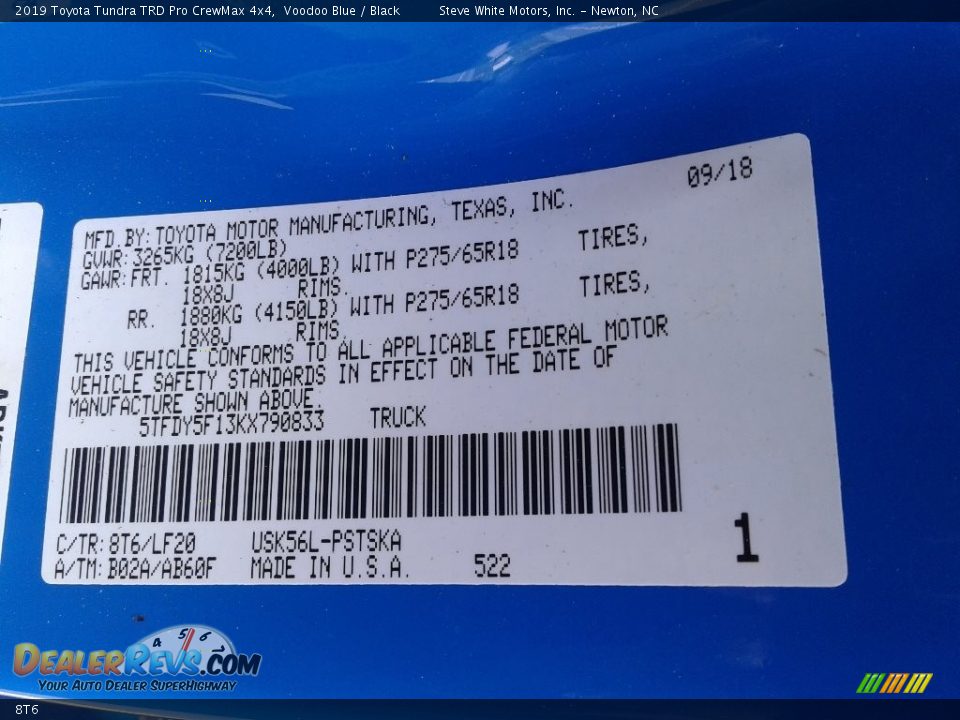 2019 Toyota Tundra TRD Pro CrewMax 4x4, Voodoo Blue / Black Steve White Motors, Inc. - Newton, NC
09/18
MFD.BY:TOYOTA MOTOR MANUFACTURING, TEXAS, INC.
GVWR:3265KG (7200LB)
GAWR:FRT. 1815KG (4000LB) WITH P275/65R18 TIRES,
18X8J RIMS.
RR. 1880KG (4150LB) WITH P275/65R18 TIRES,
18X8J RIMS.
THIS VEHICLE CONFORMS TO ALL APPLICABLE FEDERAL MOTOR
VEHICLE SAFETY STANDARDS IN EFFECT ON THE DATE OF
MANUFACTURE SHOWN ABOVE.
5TFDY5F13KX790833 TRUCK
C/TR:8T6/LF20 USK56L-PSTSKA
A/TM:B02A/AB60F MADE IN U.S.A. 522
1
4 5 6
DEALERREVS.COM
YOUR AUTO DEALER SUPERHIGHWAY
8T6